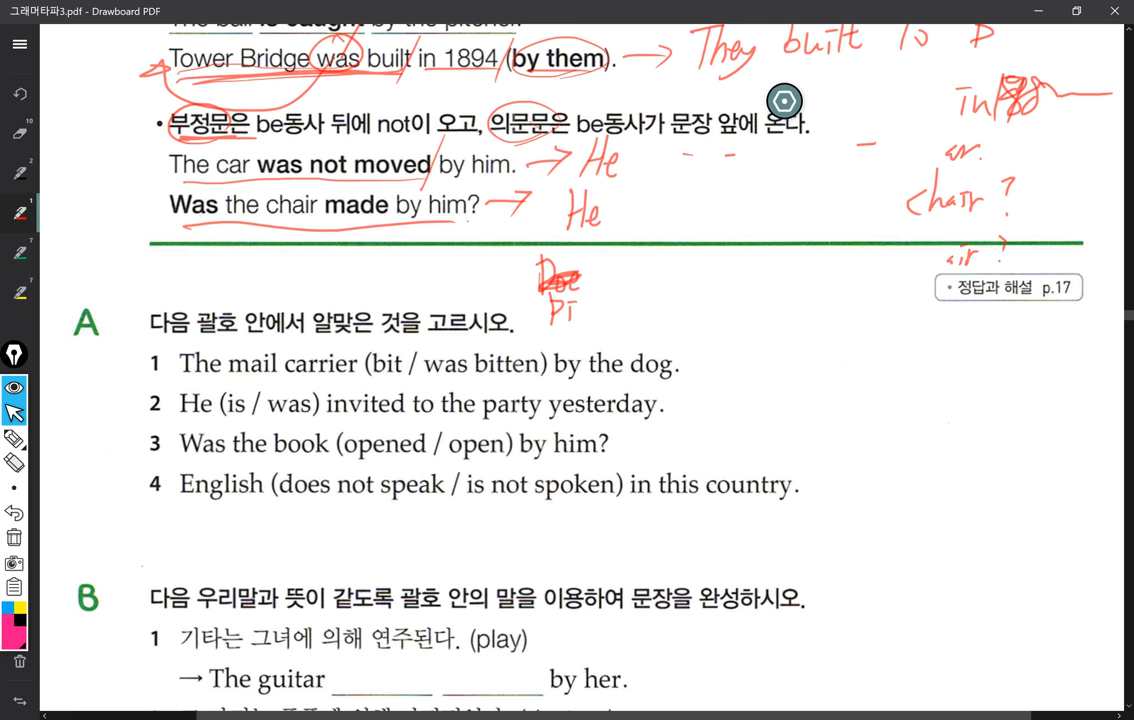 그래머타파3.pdf - Drawboard PDF
Tower Bridge was built in 1894 (by them). → They built To B
in
• 부정문은 be동사 뒤에 not이 오고, 의문문은 be동사가 문장 앞에 온다.
The car was not moved by him. → He
Was the chair made by him? → He chair ?
air ?
• 정답과 해설 p.17
A 다음 괄호 안에서 알맞은 것을 고르시오.
1 The mail carrier (bit / was bitten) by the dog.
2 He (is / was) invited to the party yesterday.
3 Was the book (opened / open) by him?
4 English (does not speak / is not spoken) in this country.
B 다음 우리말과 뜻이 같도록 괄호 안의 말을 이용하여 문장을 완성하시오.
1 기타는 그녀에 의해 연주된다. (play)
→ The guitar by her.